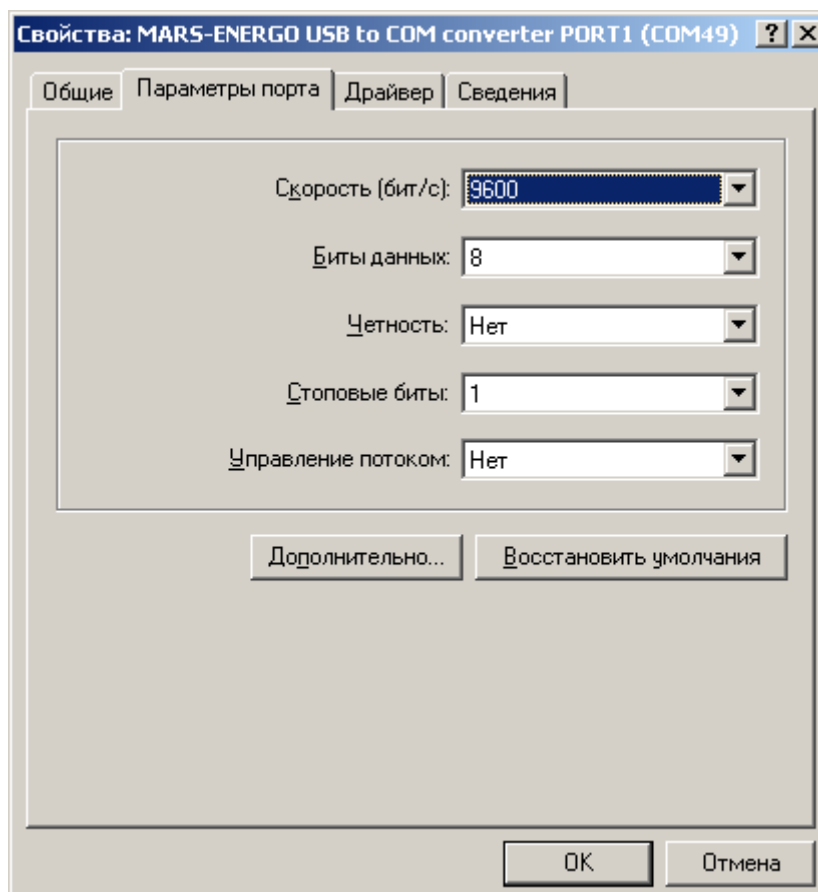 Свойства: MARS-ENERGO USB to COM converter PORT1 (COM49)
Общие Параметры порта Драйвер Сведения
Скорость (бит/с): 9600
Биты данных: 8
Четность: Нет
Стоповые биты: 1
Управление потоком: Нет
Дополнительно... Восстановить умолчания
OK Отмена